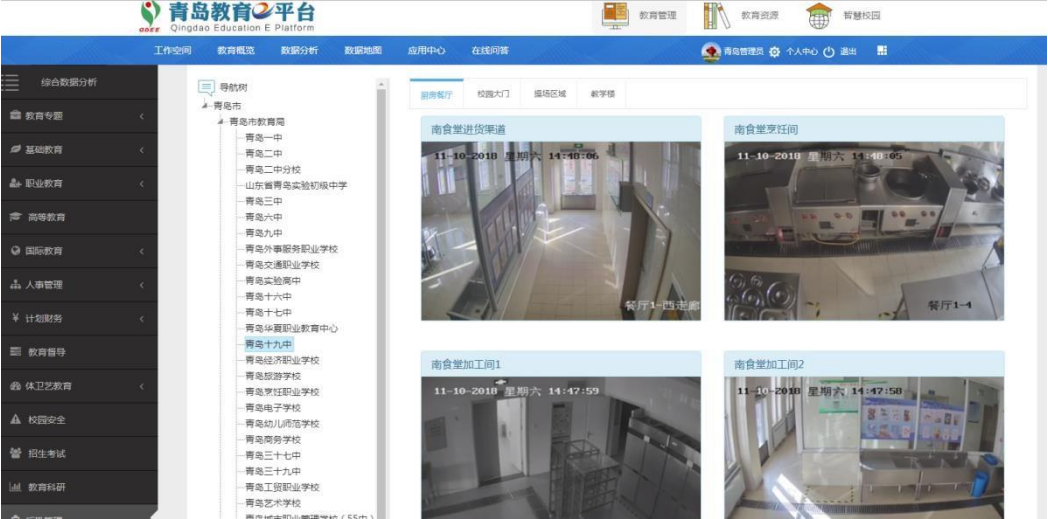 青岛教育e平台
Qingdao Education E Platform
教育管理
教育资源
智慧校园
工作空间
教育概览
数据分析
数据地图
应用中心
在线问答
青岛管理员
个人中心
退出
综合数据分析
教育专题
基础教育
职业教育
高等教育
国际教育
人事管理
计划财务
教育督导
体卫艺教育
校园安全
招生考试
教育科研
导航树
青岛市
青岛市教育局
青岛一中
青岛二中
青岛二中分校
山东省青岛实验初级中学
青岛三中
青岛六中
青岛九中
青岛外事服务职业学校
青岛交通职业学校
青岛实验高中
青岛十六中
青岛十七中
青岛华夏职业教育中心
青岛十九中
青岛经济职业学校
青岛旅游学校
青岛烹饪职业学校
青岛电子学校
青岛幼儿师范学校
青岛商务学校
青岛三十七中
青岛三十九中
青岛工贸职业学校
青岛艺术学校
青岛城市职业管理学校(55中)
厨房餐厅
校园大门
操场区域
教学楼
南食堂进货渠道
11-10-2018 星期六 14:48:06
餐厅1-西走廊
南食堂烹饪间
11-10-2018 星期六 14:48:05
餐厅1-4
南食堂加工间1
11-10-2018 星期六 14:47:59
南食堂加工间2
11-10-2018 星期六 14:47:58